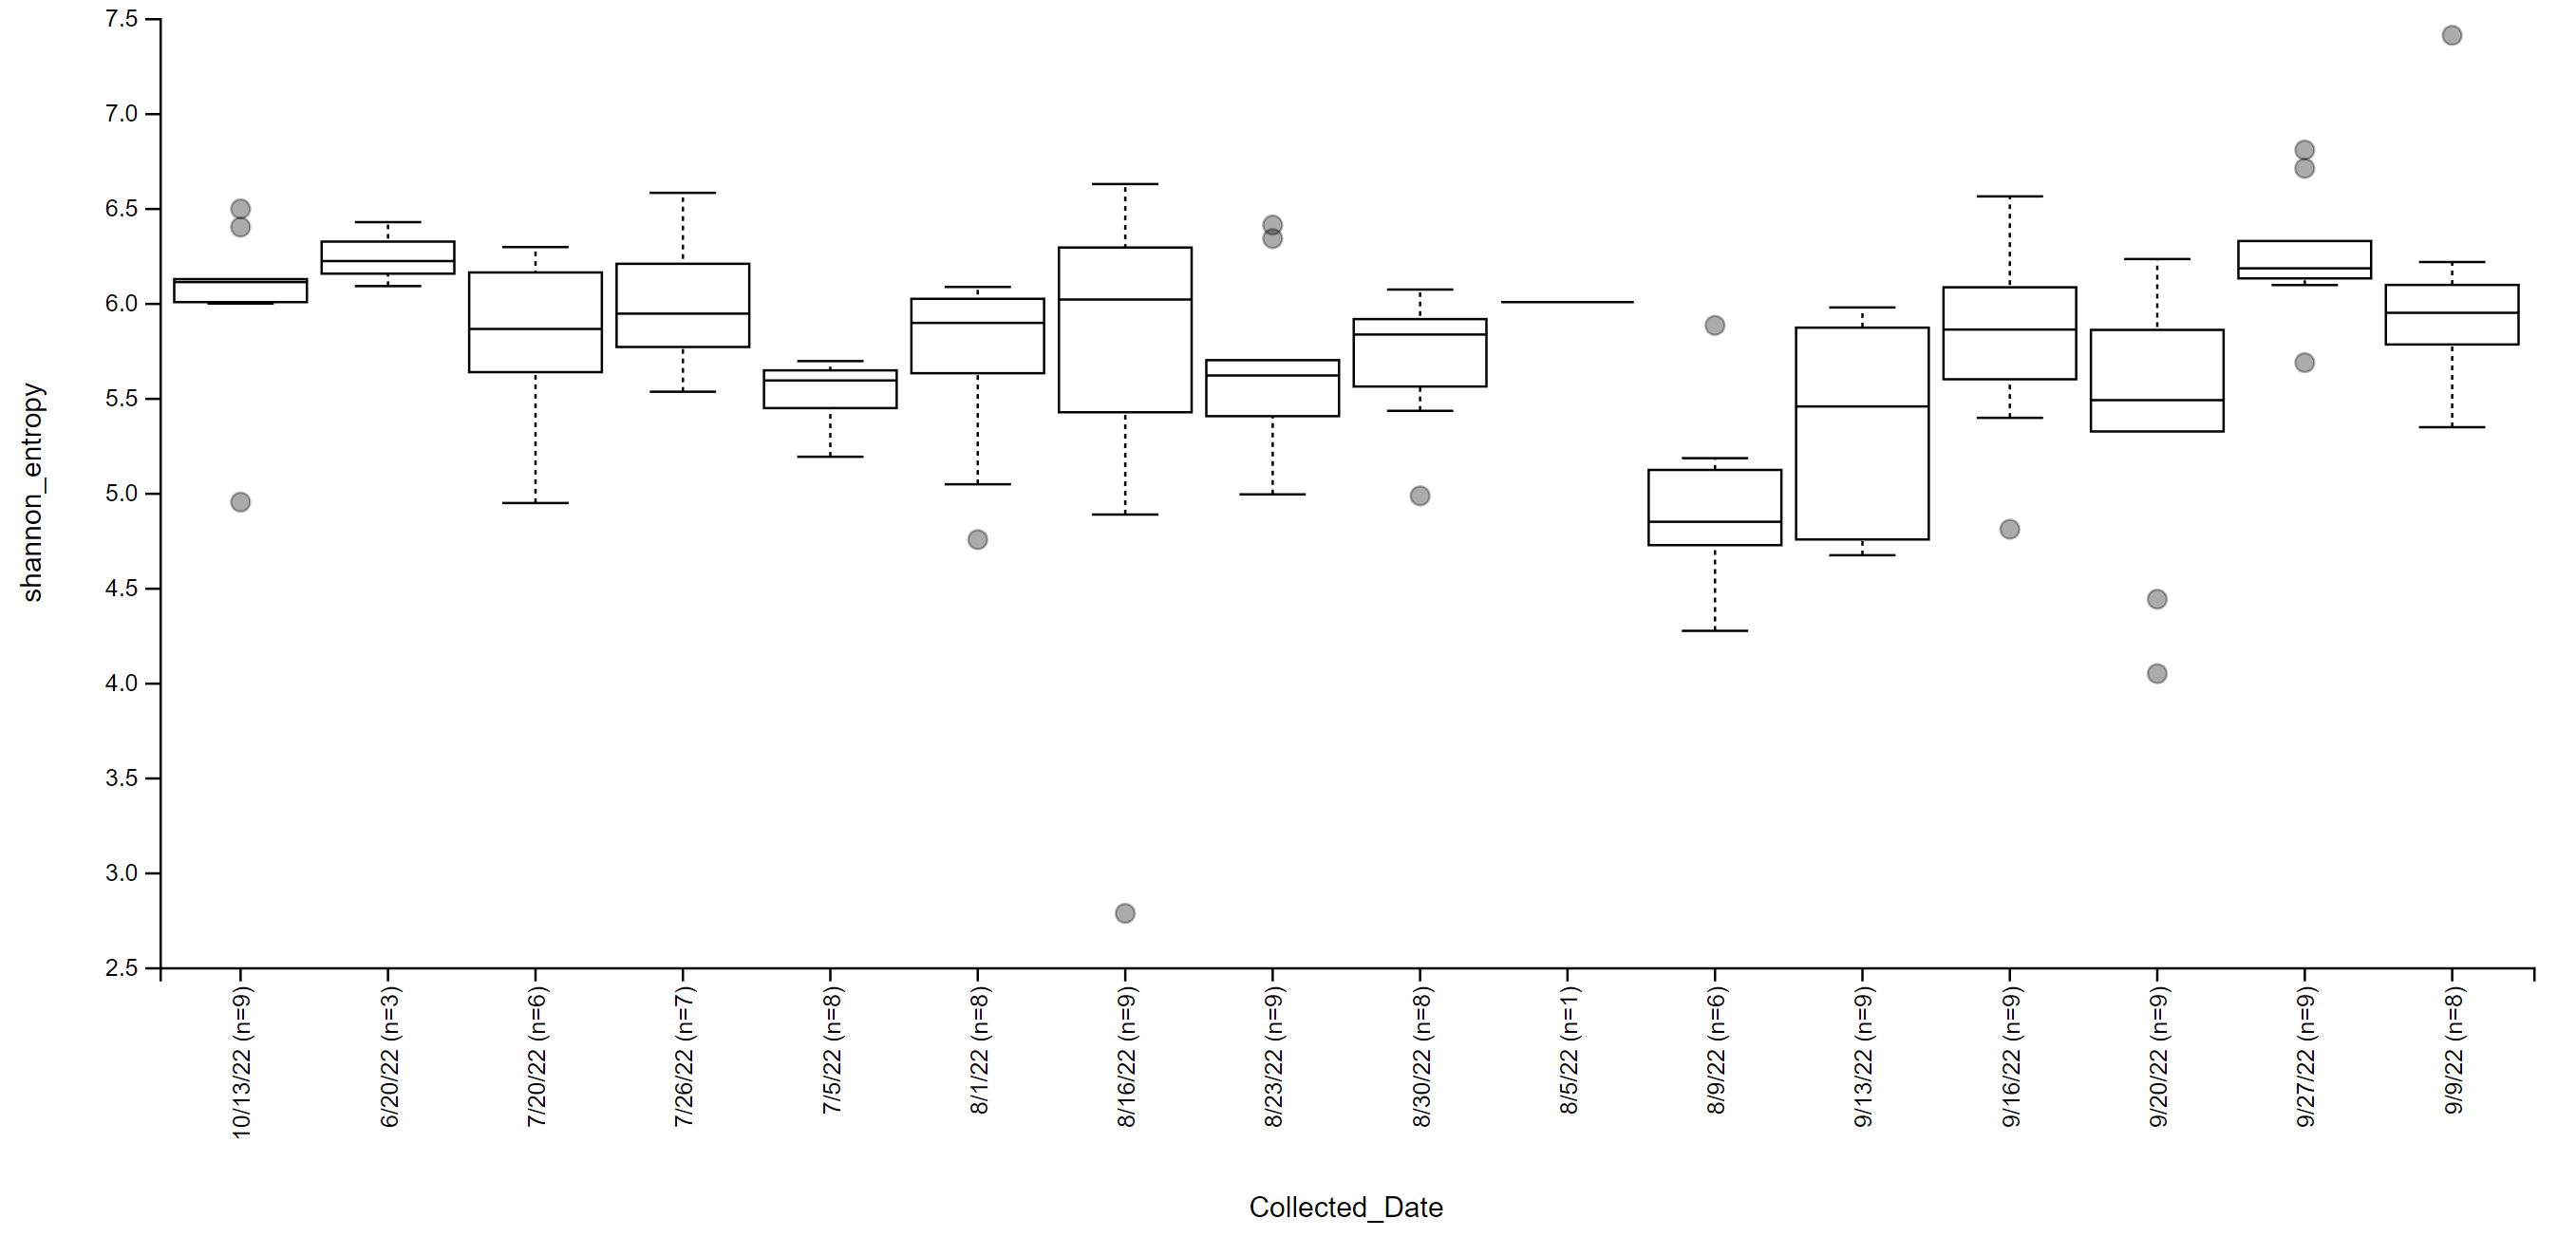 7.5
7.0
6.5
6.0
5.5
5.0
4.5
4.0
3.5
3.0
2.5
shannon_entropy
10/13/22 (n=9)
6/20/22 (n=3)
7/20/22 (n=6)
7/26/22 (n=7)
7/5/22 (n=8)
8/1/22 (n=8)
8/16/22 (n=9)
8/23/22 (n=9)
8/30/22 (n=8)
8/5/22 (n=1)
8/9/22 (n=6)
9/13/22 (n=9)
9/16/22 (n=9)
9/20/22 (n=9)
9/27/22 (n=9)
9/9/22 (n=8)
Collected_Date